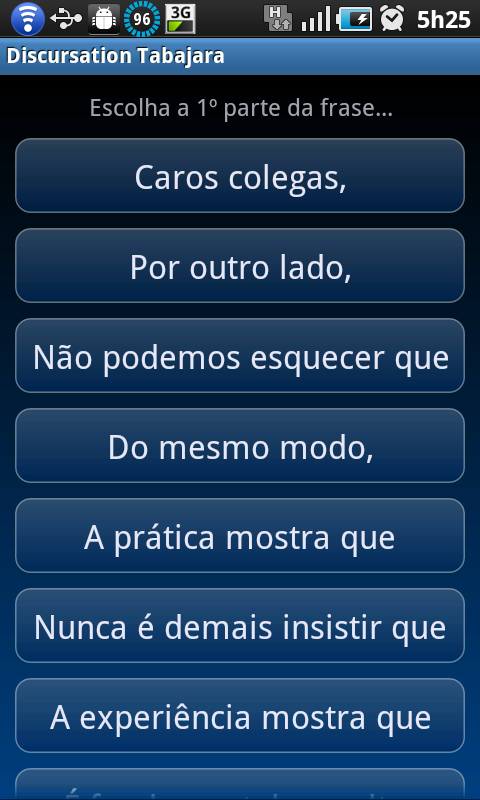 96
3G
H
5h25
Discursation Tabajara
Escolha a 1º parte da frase...
Caros colegas,
Por outro lado,
Não podemos esquecer que
Do mesmo modo,
A prática mostra que
Nunca é demais insistir que
A experiência mostra que